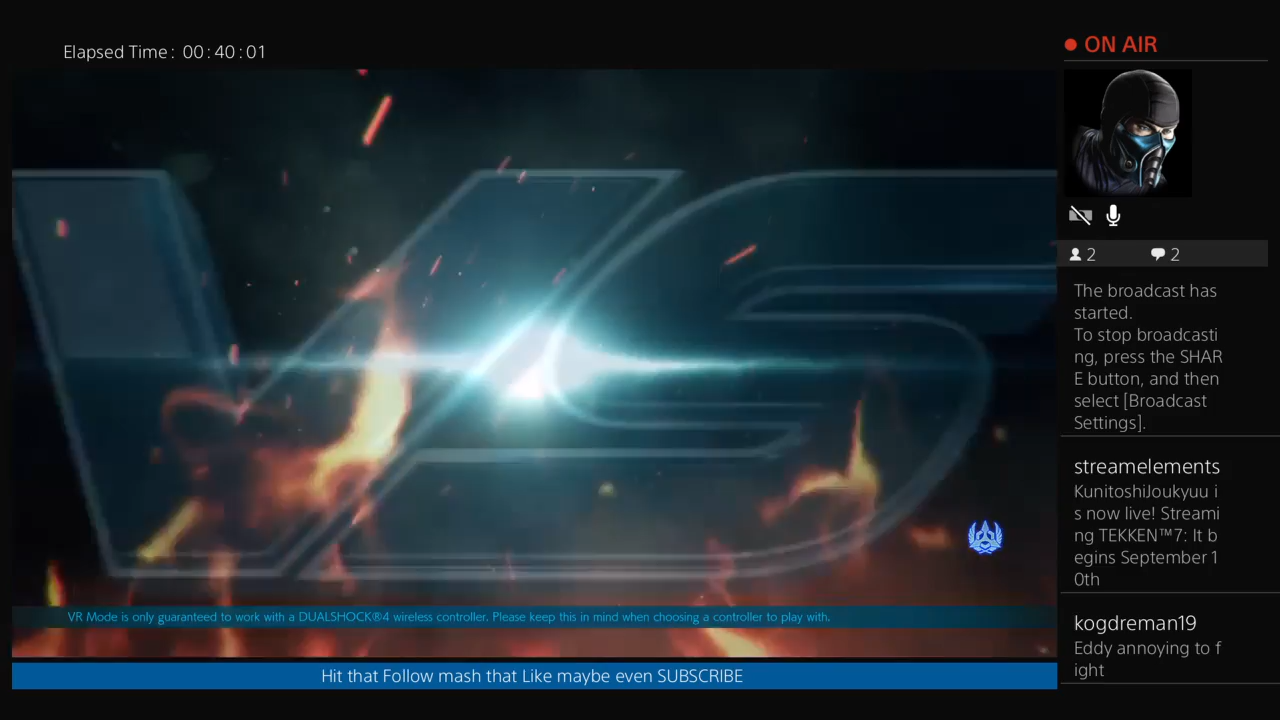 Elapsed Time: 00:40:01
ON AIR
VS
2 2
The broadcast has
started.
To stop broadcasti
ng, press the SHAR
E button, and then
select [Broadcast
Settings].
streamelements
KunitoshiJoukyuu i
s now live! Streami
ng TEKKEN™7: It b
egins September 1
0th
kogdreman19
Eddy annoying to f
ight
VR Mode is only guaranteed to work with a DUALSHOCK®4 wireless controller. Please keep this in mind when choosing a controller to play with.
Hit that Follow mash that Like maybe even SUBSCRIBE